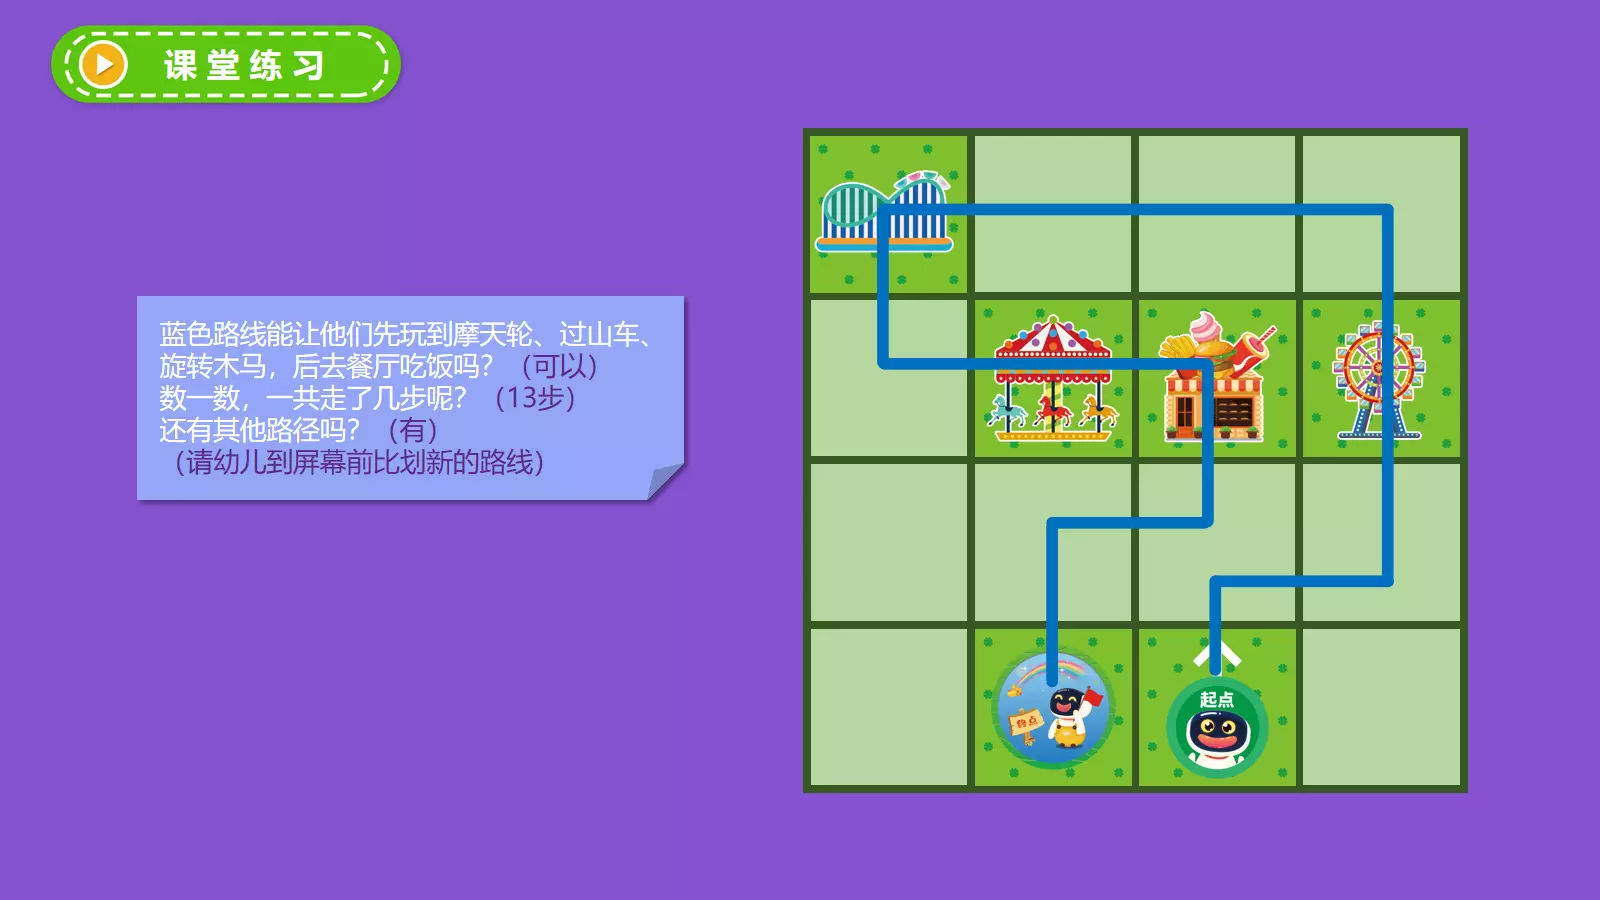 课堂练习
蓝色路线能让他们先玩到摩天轮、过山车、
旋转木马，后去餐厅吃饭吗？（可以）
数一数，一共走了几步呢？（13步）
还有其他路径吗？（有）
（请幼儿到屏幕前比划新的路线）
终点
起点